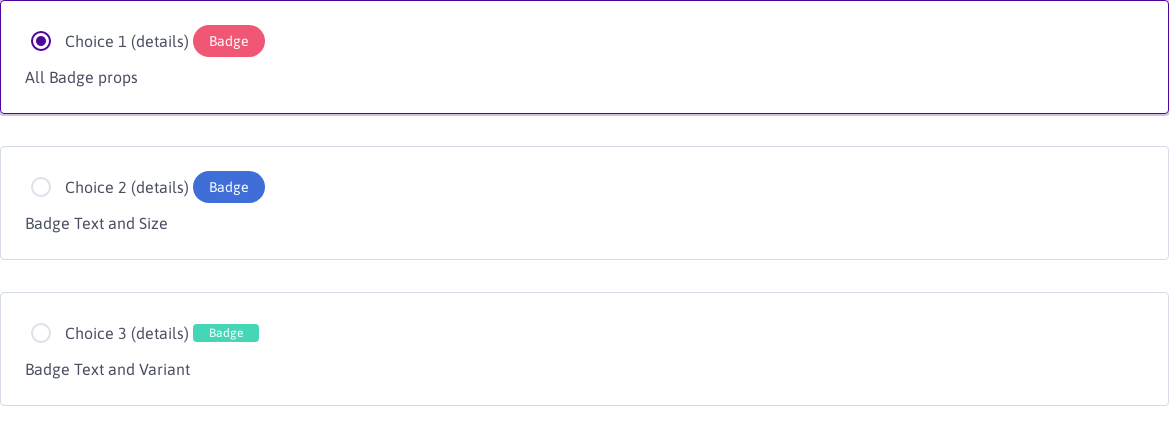 Choice 1 (details) Badge
All Badge props
Choice 2 (details) Badge
Badge Text and Size
Choice 3 (details) Badge
Badge Text and Variant